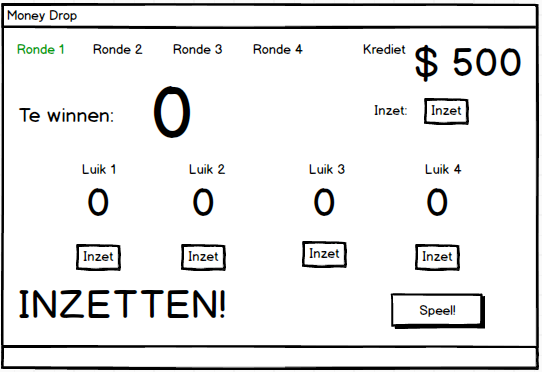 Money Drop
Ronde 1 Ronde 2 Ronde 3 Ronde 4 Krediet $ 500
Te winnen: 0 Inzet: Inzet
Luik 1 Luik 2 Luik 3 Luik 4
0 0 0 0
Inzet Inzet Inzet Inzet
INZETTEN! Speel!